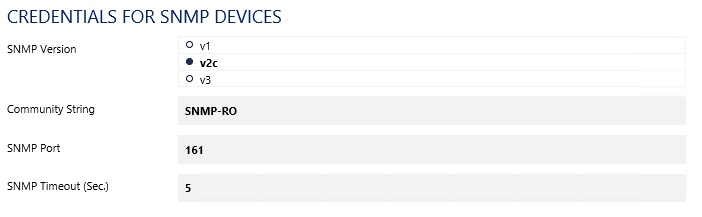 CREDENTIALS FOR SNMP DEVICES
SNMP Version
v1
v2c
v3
Community String
SNMP-RO
SNMP Port
161
SNMP Timeout (Sec.)
5